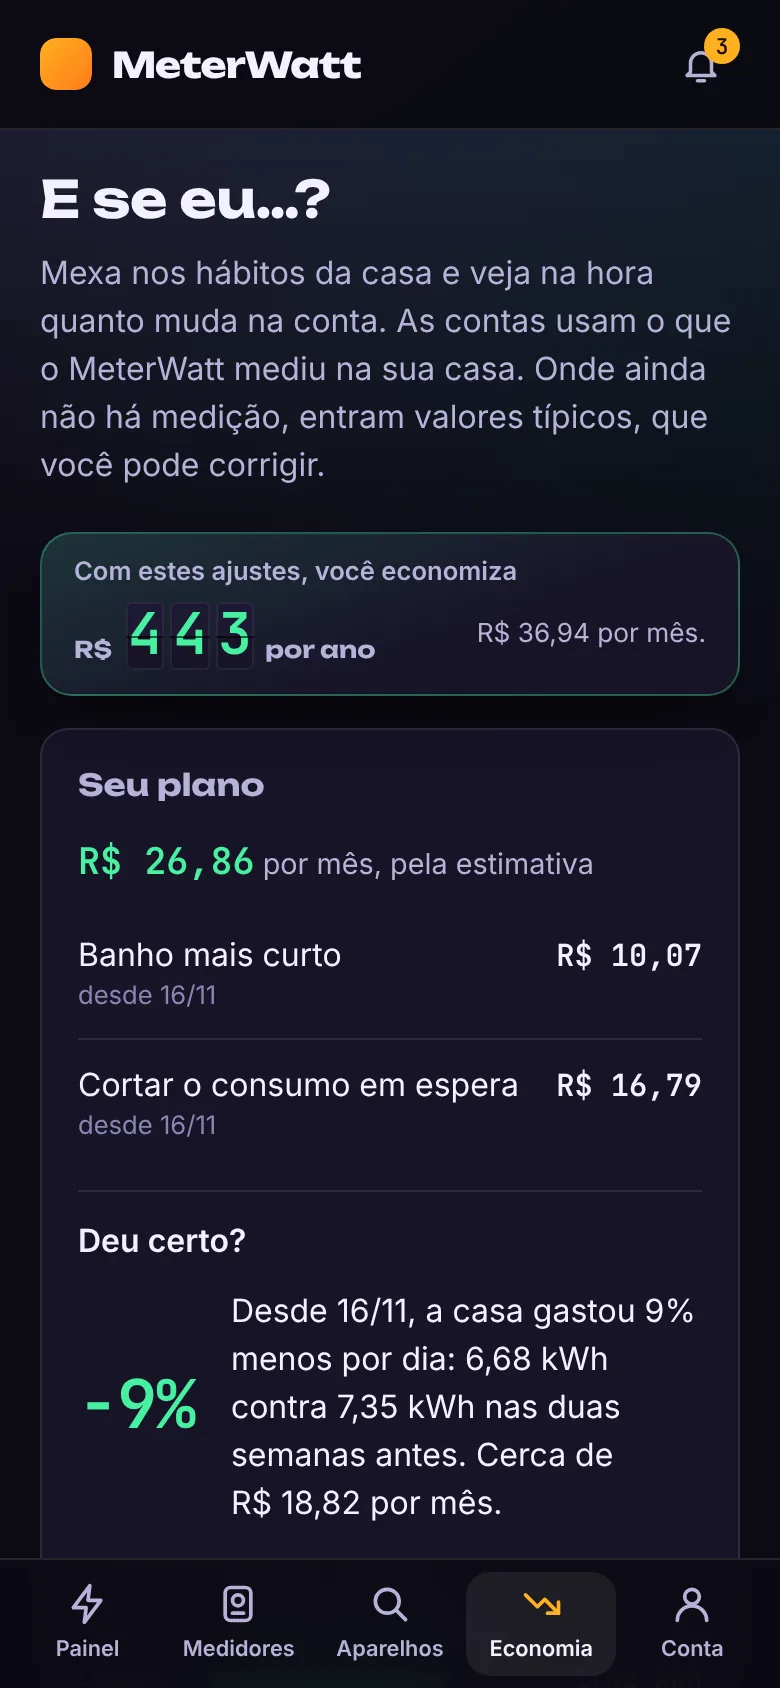 MeterWatt
3
E se eu...?
Mexa nos hábitos da casa e veja na hora
quanto muda na conta. As contas usam o que
o MeterWatt mediu na sua casa. Onde ainda
não há medição, entram valores típicos, que
você pode corrigir.
Com estes ajustes, você economiza
R$ 443 por ano
R$ 36,94 por mês.
Seu plano
R$ 26,86 por mês, pela estimativa
Banho mais curto R$ 10,07
desde 16/11
Cortar o consumo em espera R$ 16,79
desde 16/11
Deu certo?
-9%
Desde 16/11, a casa gastou 9%
menos por dia: 6,68 kWh
contra 7,35 kWh nas duas
semanas antes. Cerca de
R$ 18,82 por mês.
Painel Medidores Aparelhos Economia Conta